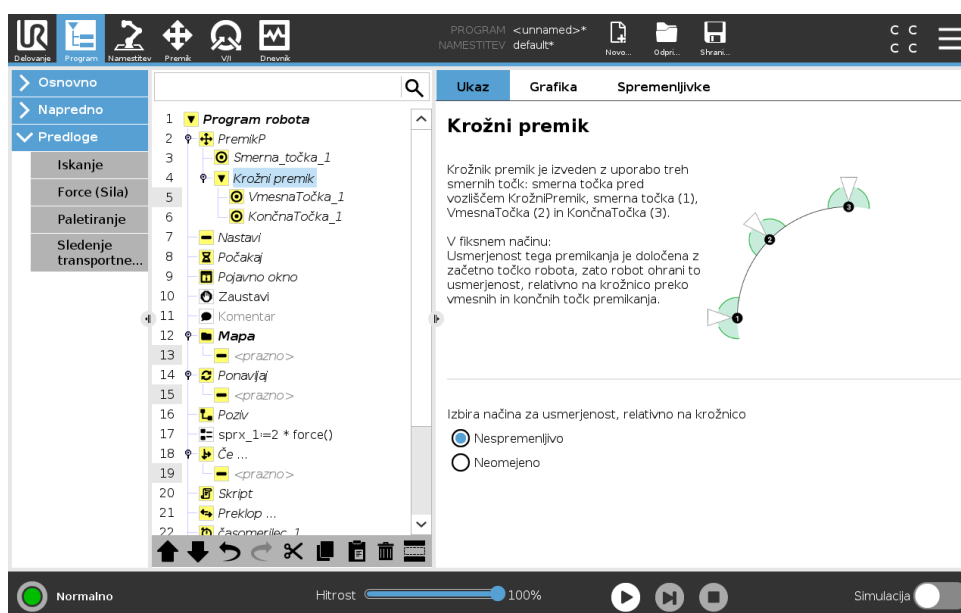 UR
PROGRAM <unnamed>*
NAMESTITEV default*
Delovanje
Program
Namestitev
Premik
V/I
Dnevnik
Novo...
Odpri...
Shrani...
C C
C C
Osnovno
Napredno
Predloge
Iskanje
Force (Sila)
Paletiranje
Sledenje
transportne...
1 Program robota
2 PremikP
3 Smerna_točka_1
4 Krožni premik
5 VmesnaTočka_1
6 KončnaTočka_1
7 Nastavi
8 Počakaj
9 Pojavno okno
10 Zaustavi
11 Komentar
12 Mapa
13 <prazno>
14 Ponavljaj
15 <prazno>
16 Poziv
17 sprx_1:=2 * force()
18 Če ...
19 <prazno>
20 Skript
21 Preklop ...
22 časomerilec_1
Ukaz
Grafika
Spremenljivke
Krožni premik
Krožnik premik je izveden z uporabo treh
smernih točk: smerna točka pred
vozliščem KrožniPremik, smerna točka (1),
VmesnaTočka (2) in KončnaTočka (3).
V fiksnem načinu:
Usmerjenost tega premikanja je določena z
začetno točko robota, zato robot ohrani to
usmerjenost, relativno na krožnico preko
vmesnih in končnih točk premikanja.
3
2
1
Izbira načina za usmerjenost, relativno na krožnico
Nespremenljivo
Neomejeno
Normalno
Hitrost
100%
Simulacija